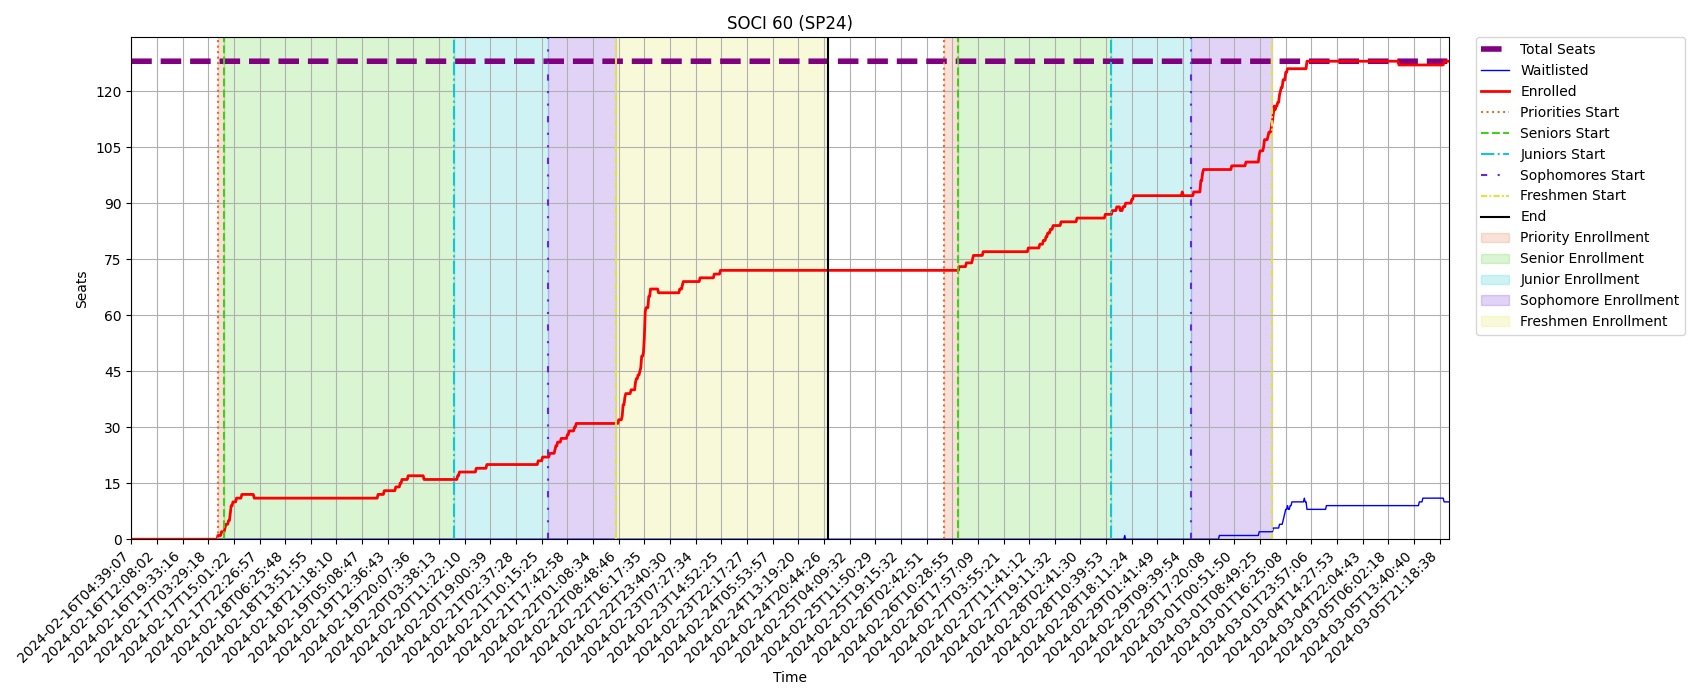 SOCI 60 (SP24)
Seats
120
105
90
75
60
45
30
15
0
2024-02-16T04:39:07
2024-02-16T12:08:02
2024-02-16T19:33:16
2024-02-17T03:29:18
2024-02-17T15:01:22
2024-02-17T22:26:57
2024-02-18T06:25:48
2024-02-18T13:51:55
2024-02-18T21:18:10
2024-02-19T05:08:47
2024-02-19T12:36:43
2024-02-19T20:07:36
2024-02-20T03:38:13
2024-02-20T11:22:10
2024-02-20T19:00:39
2024-02-21T02:37:28
2024-02-21T10:15:25
2024-02-21T17:42:58
2024-02-22T01:08:34
2024-02-22T08:48:46
2024-02-22T16:17:35
2024-02-22T23:40:30
2024-02-23T07:27:34
2024-02-23T14:52:25
2024-02-23T22:17:27
2024-02-24T05:53:57
2024-02-24T13:19:20
2024-02-24T20:44:26
2024-02-25T04:09:32
2024-02-25T11:50:29
2024-02-25T19:15:32
2024-02-26T02:42:51
2024-02-26T10:28:55
2024-02-26T17:57:09
2024-02-27T03:55:21
2024-02-27T11:41:12
2024-02-27T19:11:32
2024-02-28T02:41:30
2024-02-28T10:39:53
2024-02-28T18:11:24
2024-02-29T01:41:49
2024-02-29T09:39:54
2024-02-29T17:20:08
2024-03-01T00:51:50
2024-03-01T08:49:25
2024-03-01T16:25:08
2024-03-01T23:57:06
2024-03-04T14:27:53
2024-03-04T22:04:43
2024-03-05T06:02:18
2024-03-05T13:40:40
2024-03-05T21:18:38
Time
Total Seats
Waitlisted
Enrolled
Priorities Start
Seniors Start
Juniors Start
Sophomores Start
Freshmen Start
End
Priority Enrollment
Senior Enrollment
Junior Enrollment
Sophomore Enrollment
Freshmen Enrollment